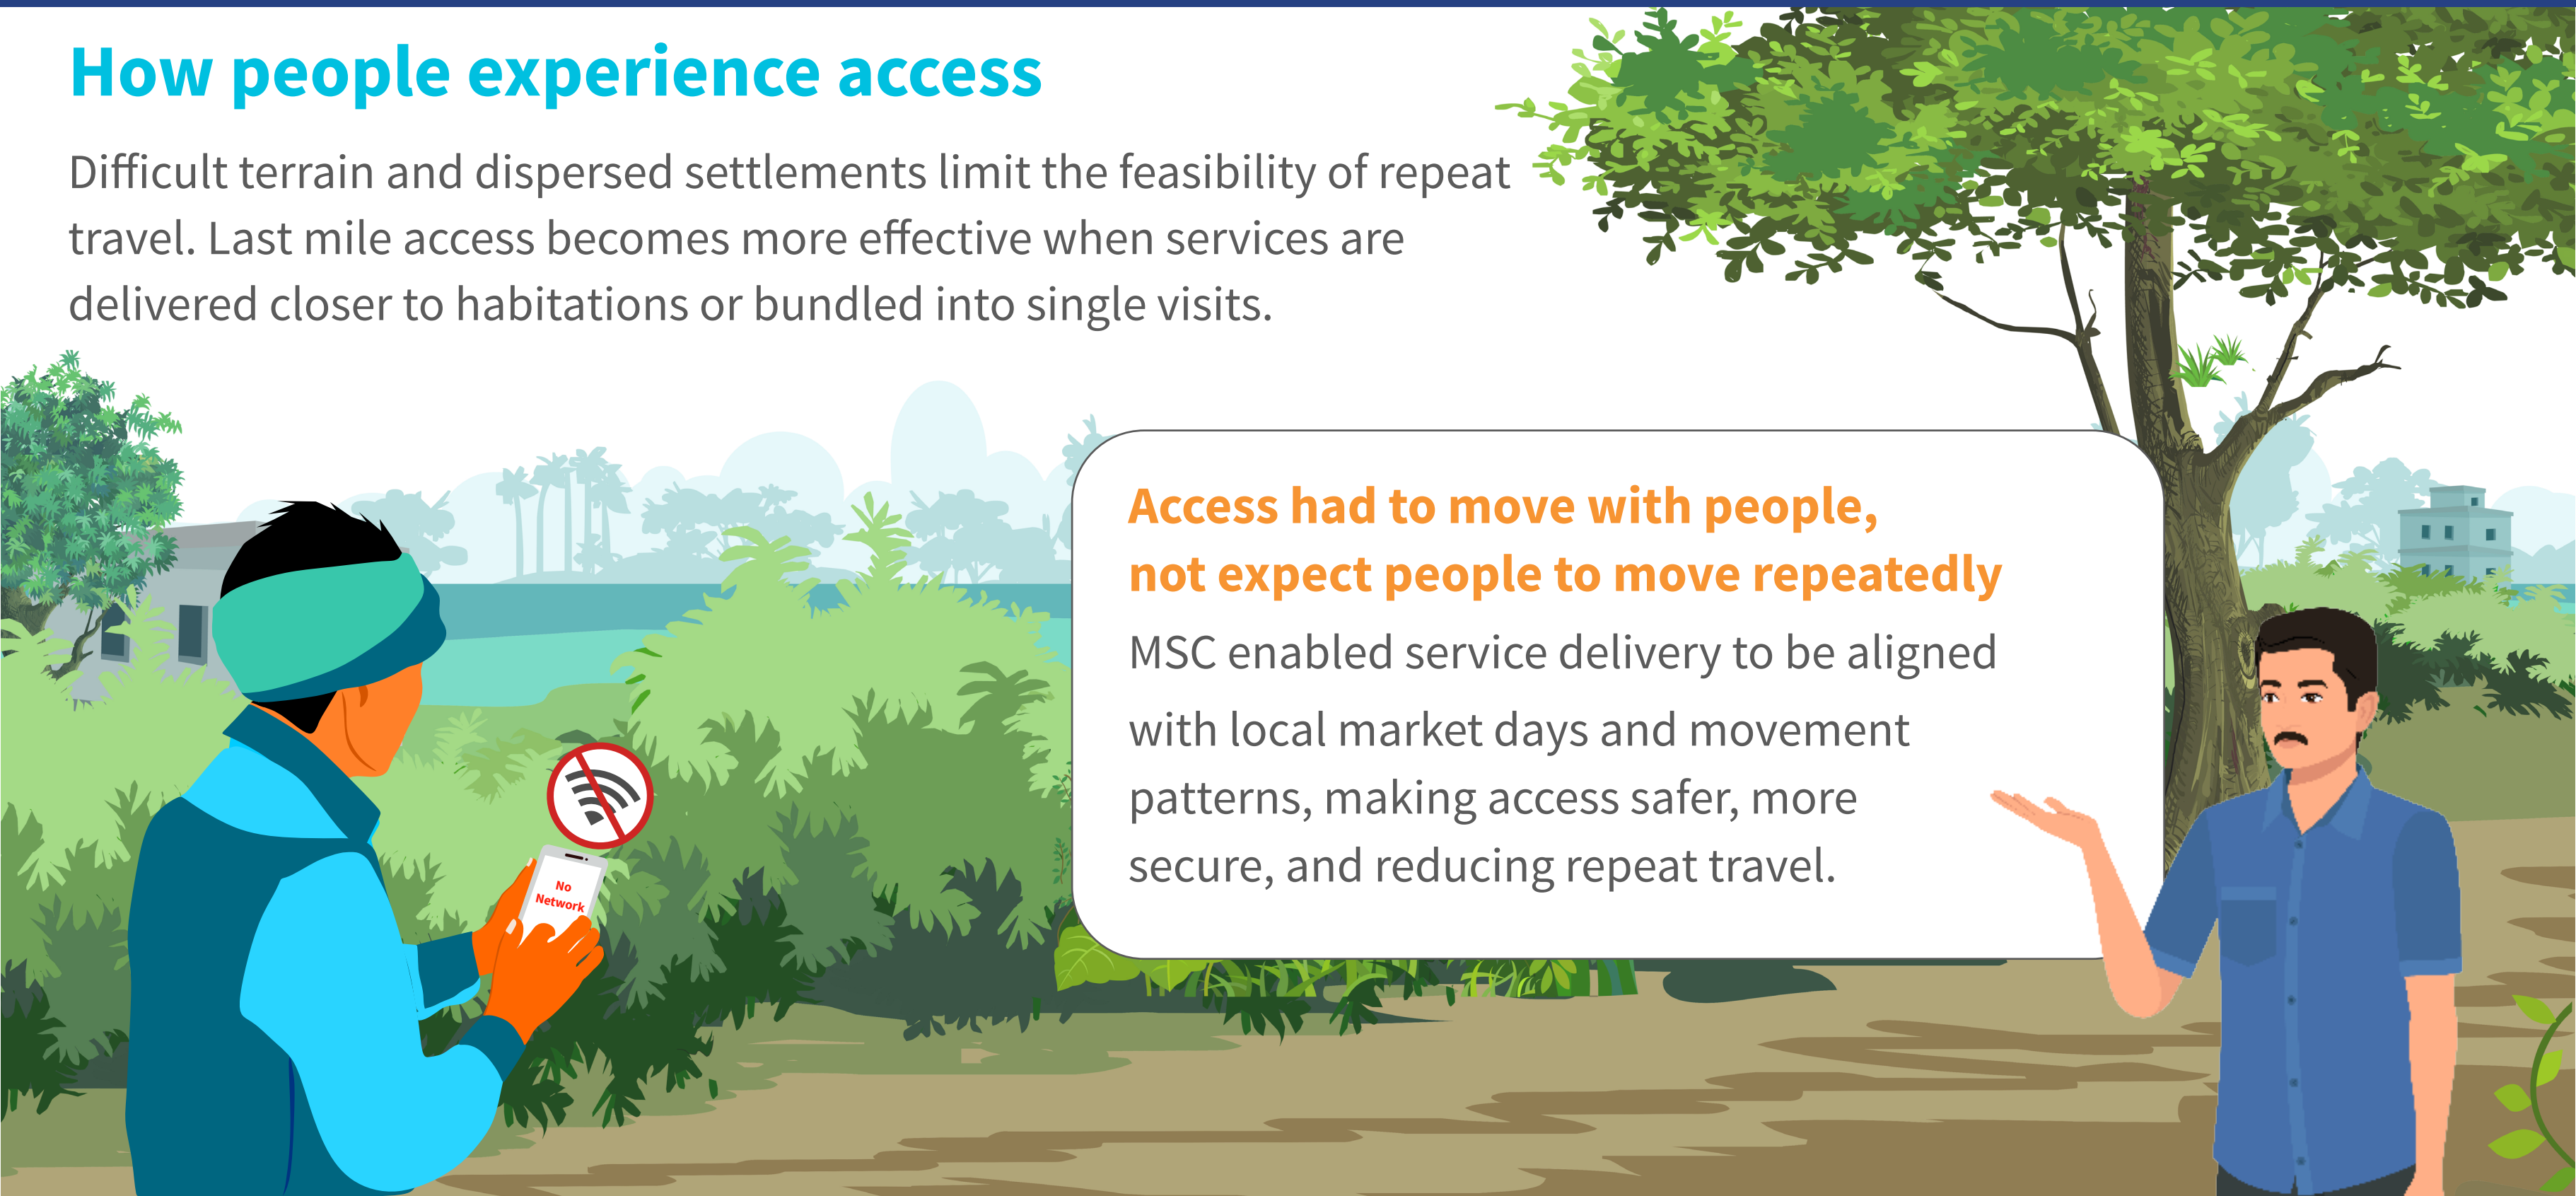 How people experience access
Difficult terrain and dispersed settlements limit the feasibility of repeat
travel. Last mile access becomes more effective when services are
delivered closer to habitations or bundled into single visits.
Access had to move with people,
not expect people to move repeatedly
MSC enabled service delivery to be aligned
with local market days and movement
patterns, making access safer, more
secure, and reducing repeat travel.
No
Network